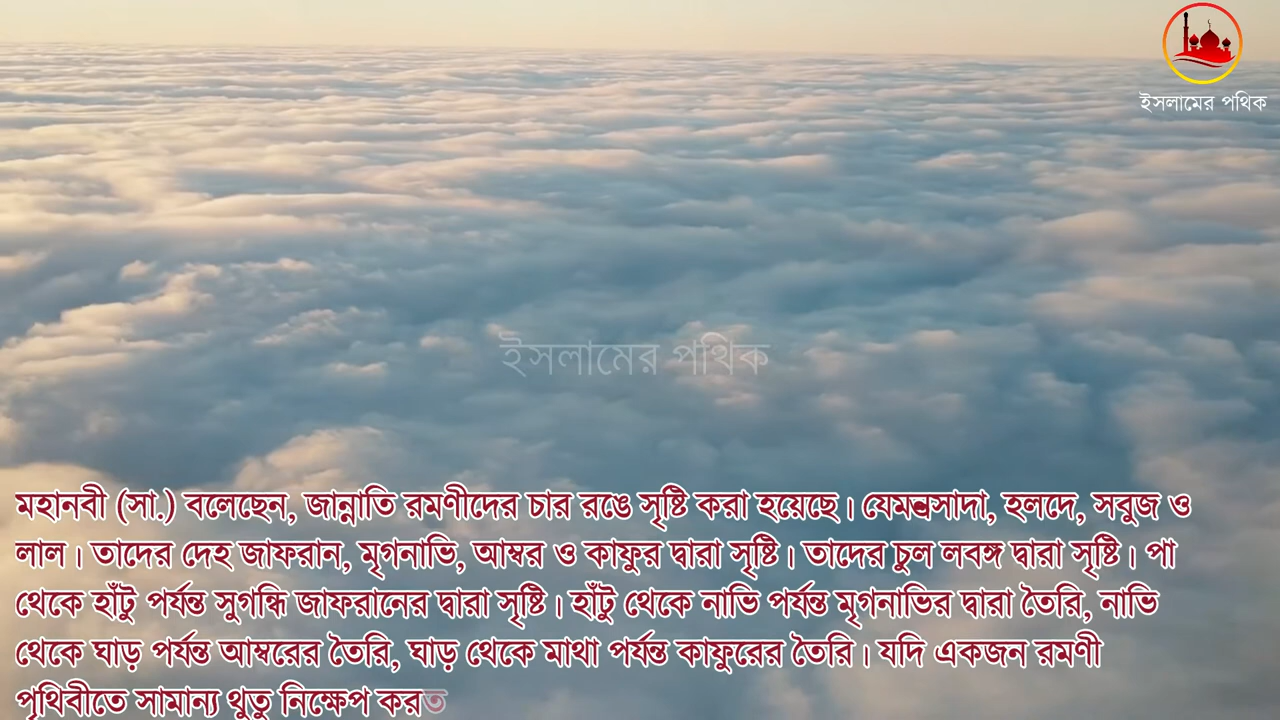 ইসলামের পথিক
ইসলামের পথিক
মহানবী (সা.) বলেছেন, জান্নাতি রমণীদের চার রঙে সৃষ্টি করা হয়েছে। যেমন সাদা, হলদে, সবুজ ও
লাল। তাদের দেহ জাফরান, মৃগনাভি, আম্বর ও কাফুর দ্বারা সৃষ্টি। তাদের চুল লবঙ্গ দ্বারা সৃষ্টি। পা
থেকে হাঁটু পর্যন্ত সুগন্ধি জাফরানের দ্বারা সৃষ্টি। হাঁটু থেকে নাভি পর্যন্ত মৃগনাভির দ্বারা তৈরি, নাভি
থেকে ঘাড় পর্যন্ত আম্বরের তৈরি, ঘাড় থেকে মাথা পর্যন্ত কাফুরের তৈরি। যদি একজন রমণী
পৃথিবীতে সামান্য থুতু নিক্ষেপ করত